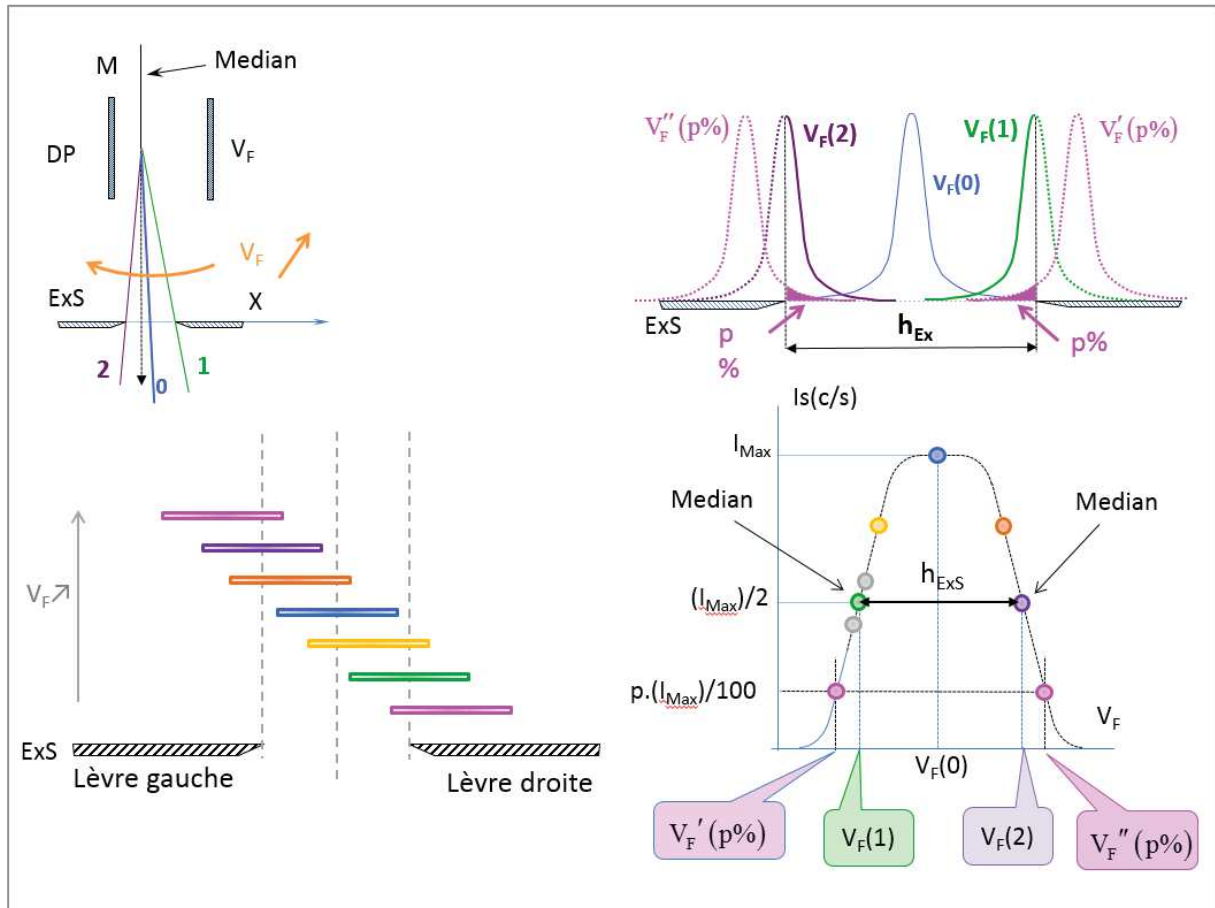 M
Median
DP
V_F
V_F
ExS
X
2
0
1
V_F''(p%)
V_F(2)
V_F(0)
V_F(1)
V_F'(p%)
ExS
p
%
h_Ex
p%
V_F↗
ExS
Lèvre gauche
Lèvre droite
Is(c/s)
I_Max
Median
Median
h_ExS
(I_Max)/2
p.(I_Max)/100
V_F
V_F(0)
V_F'(p%)
V_F(1)
V_F(2)
V_F''(p%)